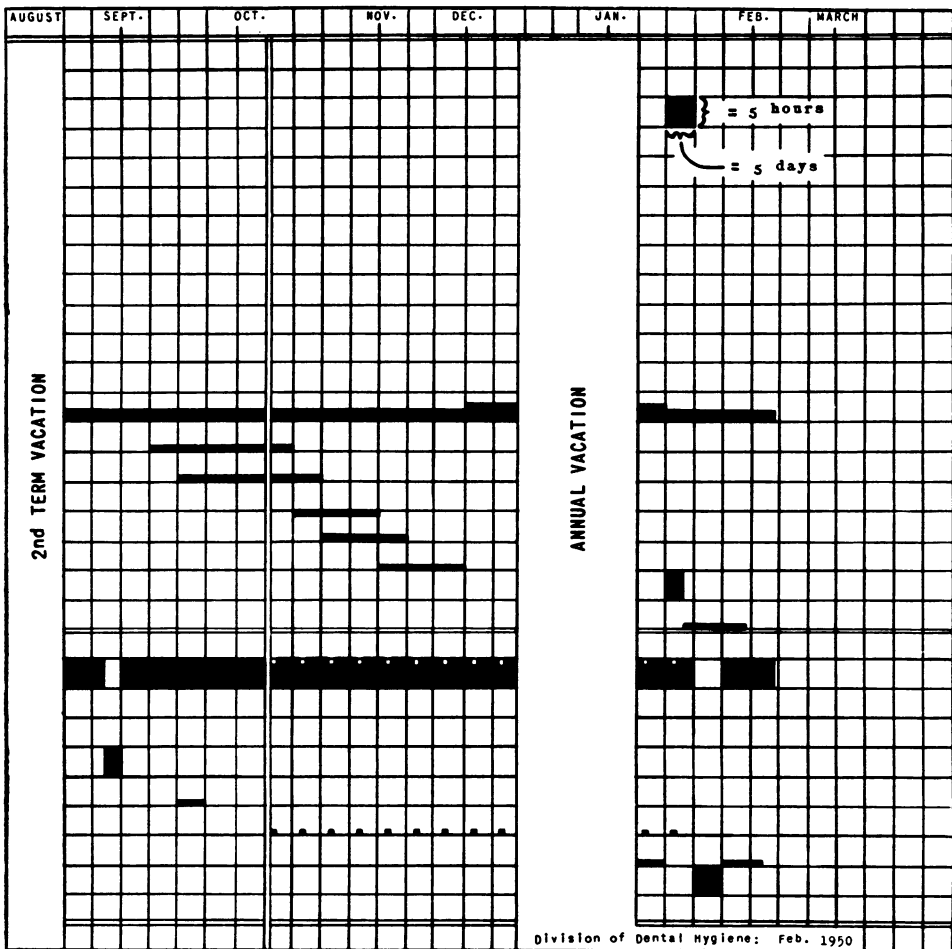 AUGUST SEPT. OCT. NOV. DEC. JAN. FEB. MARCH
= 5 hours
= 5 days
2nd TERM VACATION
ANNUAL VACATION
Division of Dental Hygiene: Feb. 1950